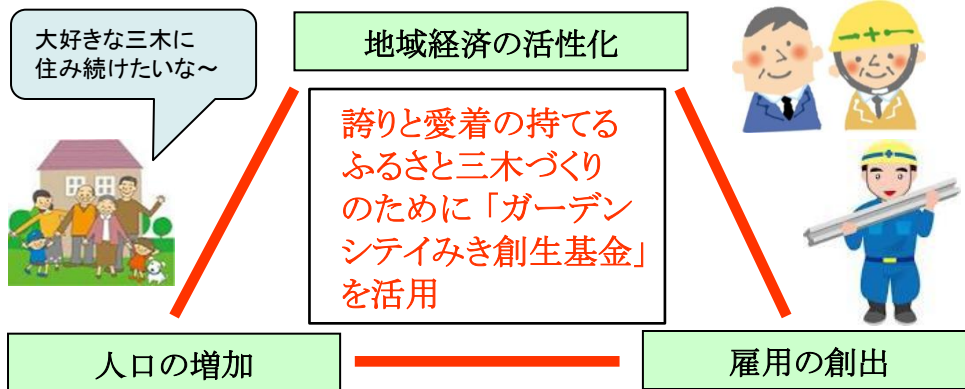 大好きな三木に
住み続けたいな～
地域経済の活性化
誇りと愛着の持てる
ふるさと三木づくり
のために「ガーデン
シテイみき創生基金」
を活用
人口の増加
雇用の創出